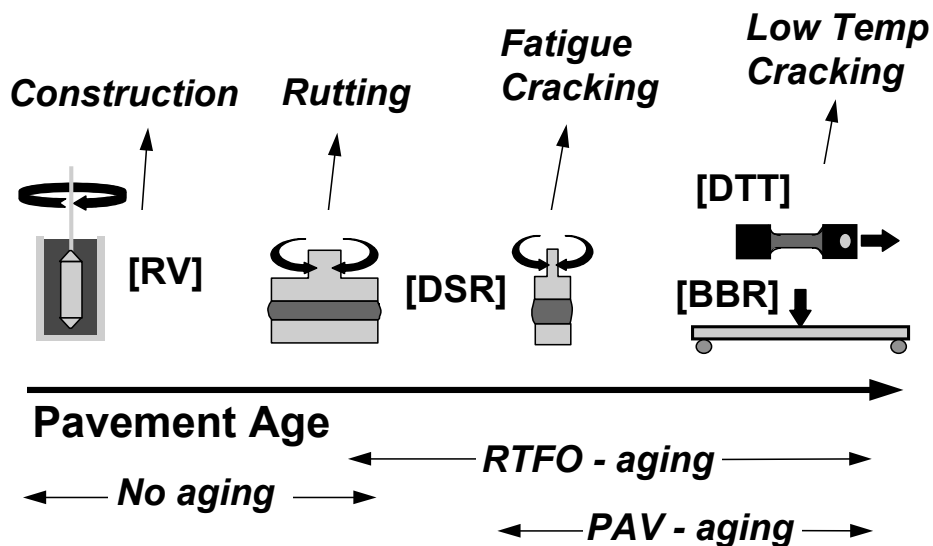 Construction
Rutting
Fatigue
Cracking
Low Temp
Cracking
[RV]
[DSR]
[DTT]
[BBR]
Pavement Age
RTFO - aging
No aging
PAV - aging